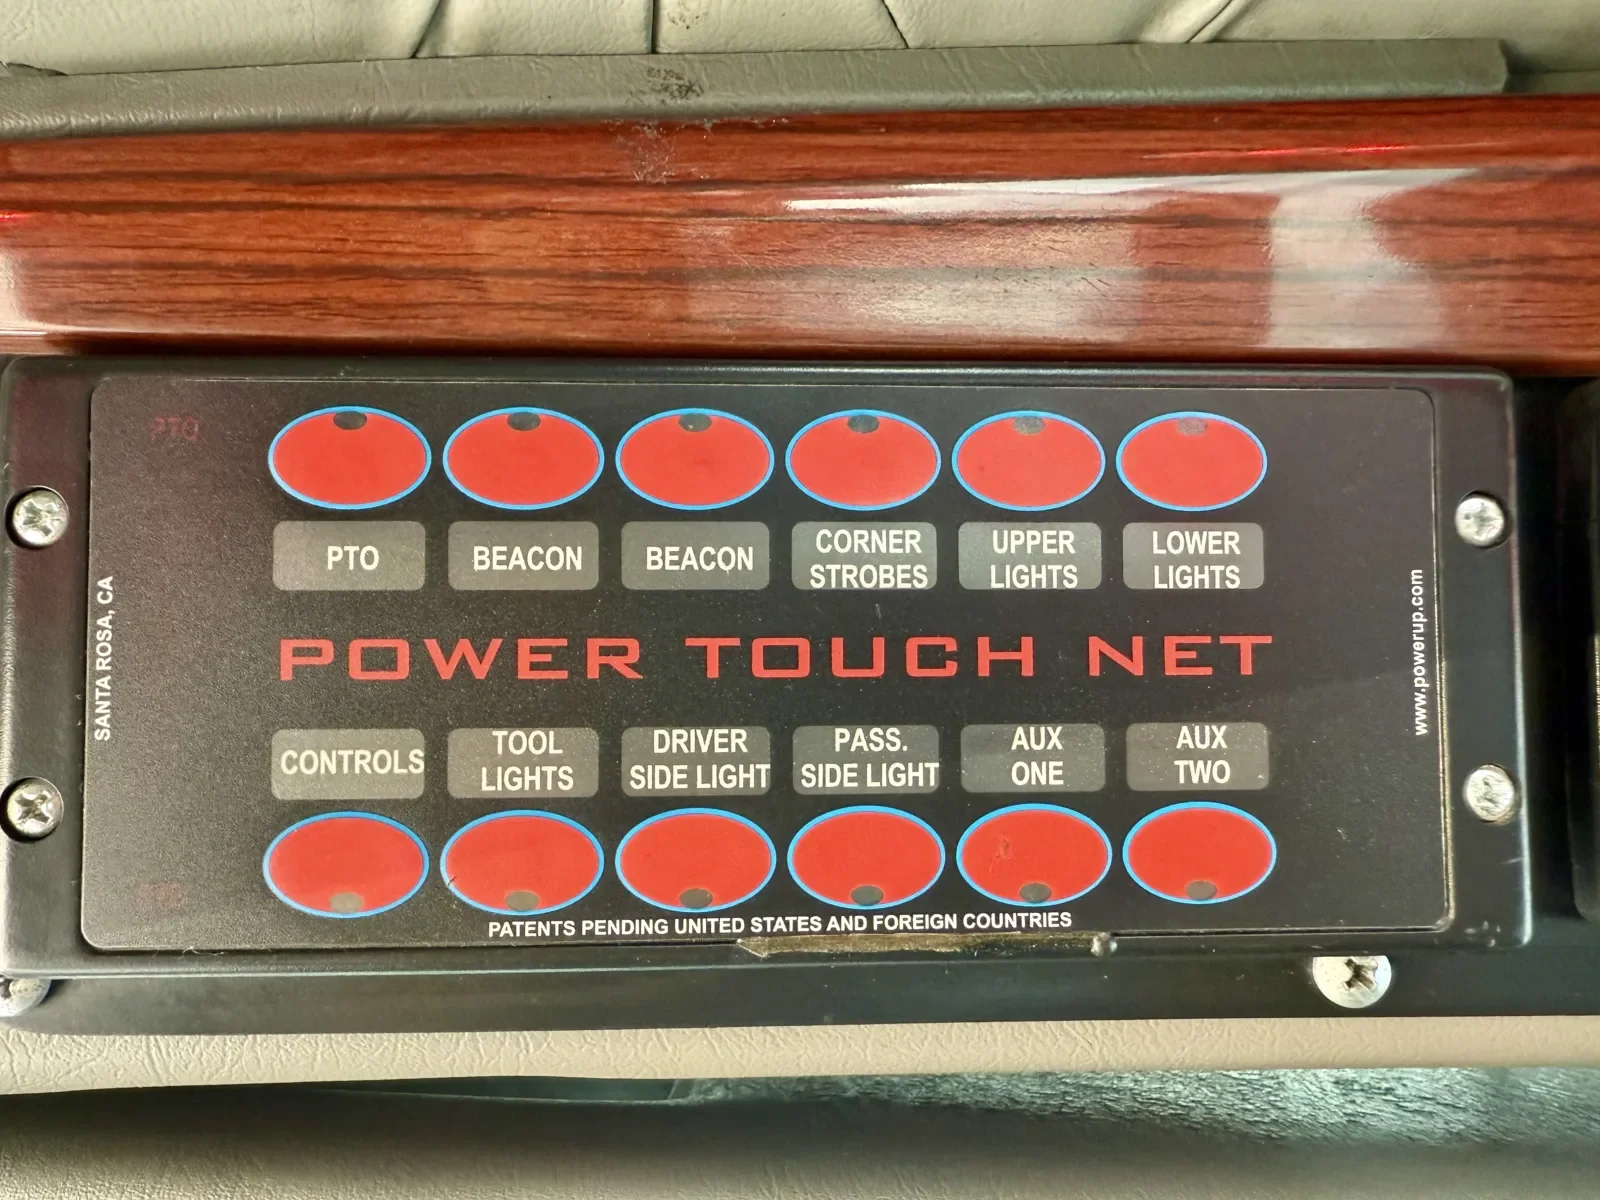 PTO
PTO
BEACON
BEACON
CORNER
STROBES
UPPER
LIGHTS
LOWER
LIGHTS
SANTA ROSA, CA
POWER TOUCH NET
www.powerup.com
CONTROLS
TOOL
LIGHTS
DRIVER
SIDE LIGHT
PASS.
SIDE LIGHT
AUX
ONE
AUX
TWO
PATENTS PENDING UNITED STATES AND FOREIGN COUNTRIES